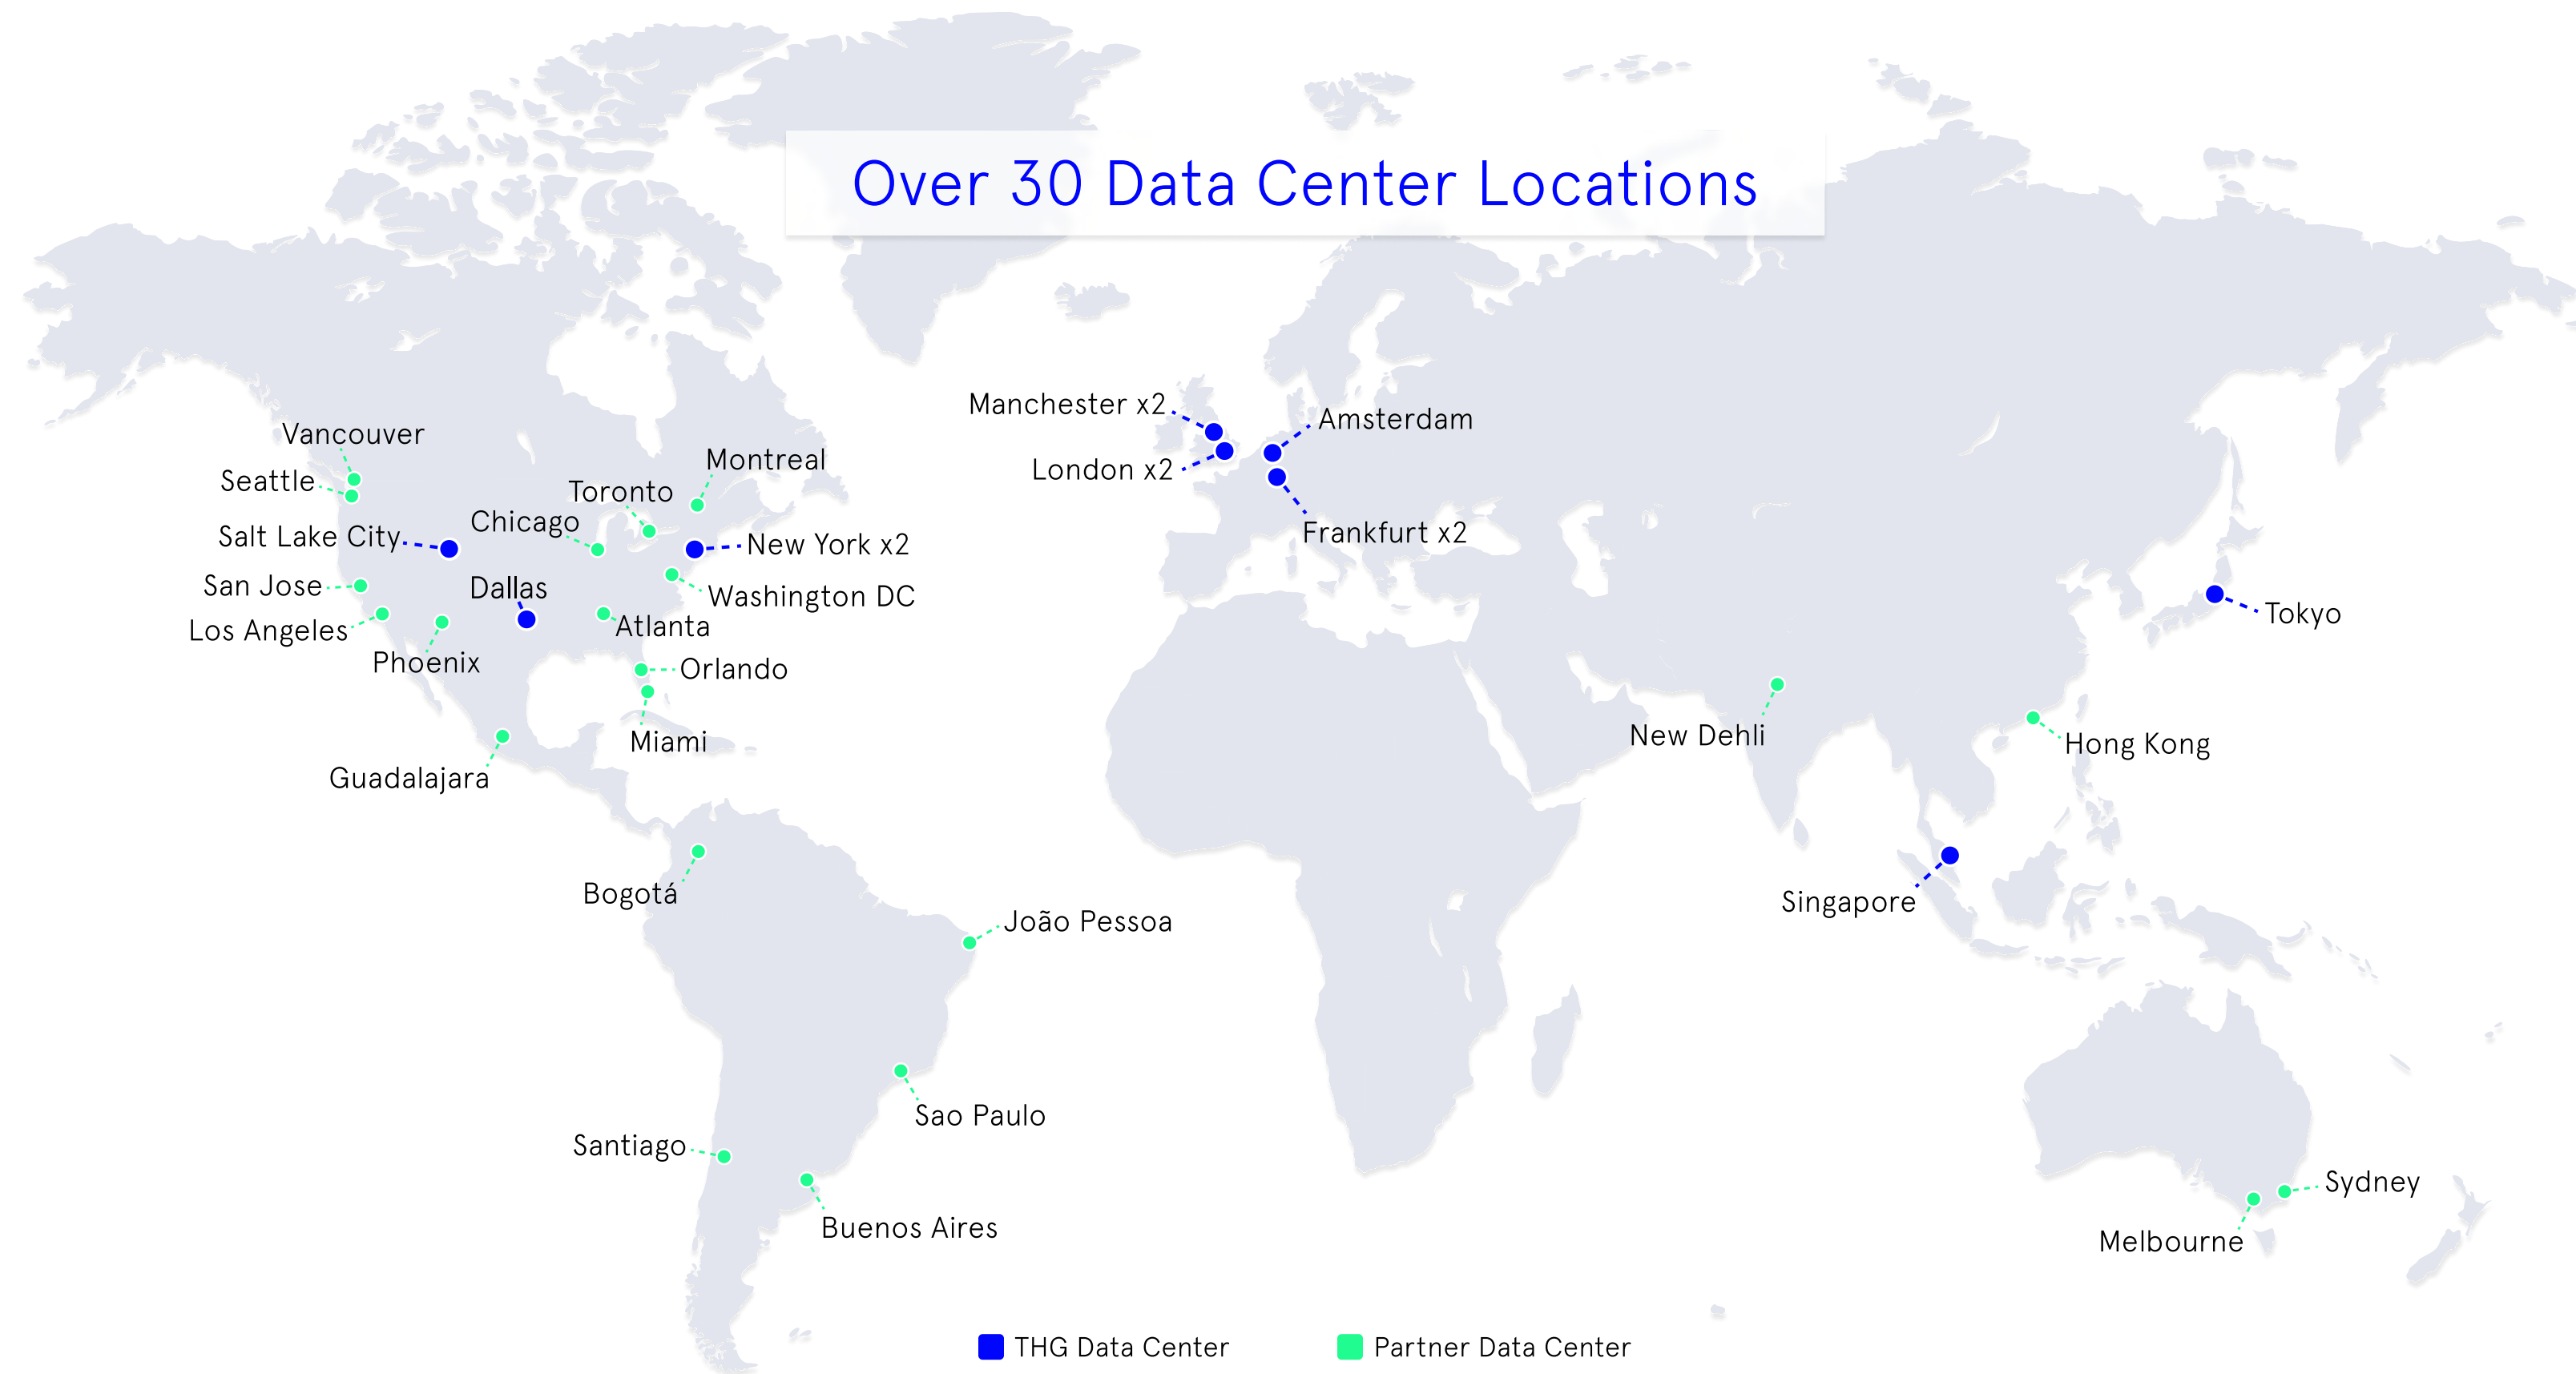 Over 30 Data Center Locations
Manchester x2
Amsterdam
Vancouver
Montreal
London x2
Seattle
Toronto
Chicago
Frankfurt x2
Salt Lake City
New York x2
San Jose
Dallas
Washington DC
Tokyo
Los Angeles
Atlanta
Phoenix
Orlando
New Dehli
Miami
Hong Kong
Guadalajara
Bogotá
Singapore
João Pessoa
Sao Paulo
Santiago
Sydney
Buenos Aires
Melbourne
THG Data Center
Partner Data Center